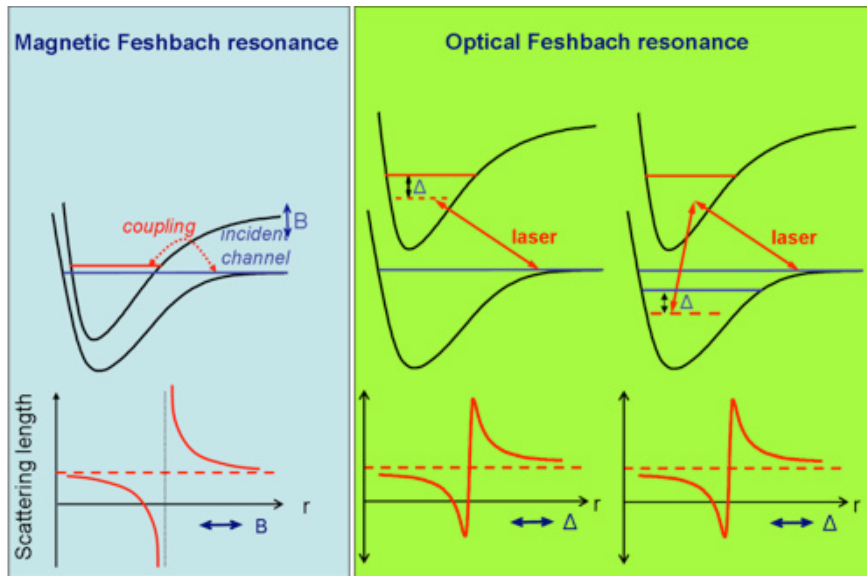 Magnetic Feshbach resonance
B
coupling
incident
channel
Scattering length
r
B
Optical Feshbach resonance
Δ
laser
laser
Δ
r
Δ
r
Δ